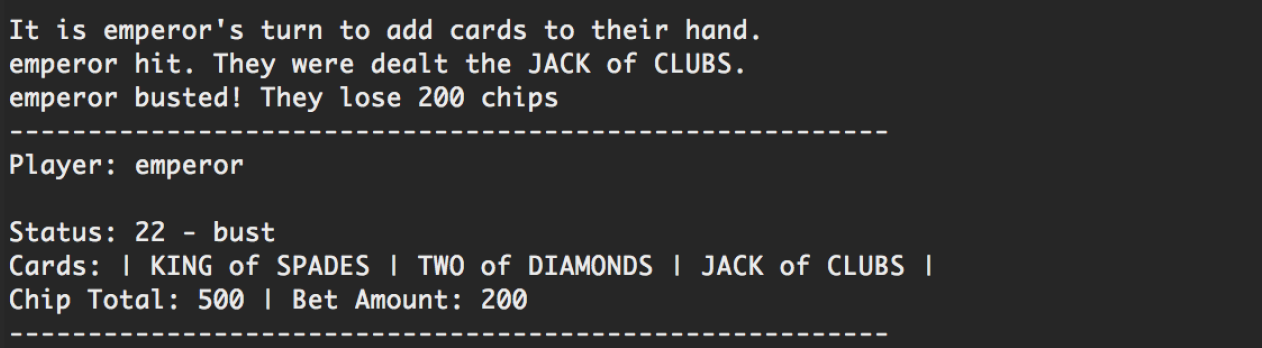 It is emperor's turn to add cards to their hand.
emperor hit. They were dealt the JACK of CLUBS.
emperor busted! They lose 200 chips
--------------------------------------------------------
Player: emperor
Status: 22 - bust
Cards: | KING of SPADES | TWO of DIAMONDS | JACK of CLUBS |
Chip Total: 500 | Bet Amount: 200
--------------------------------------------------------